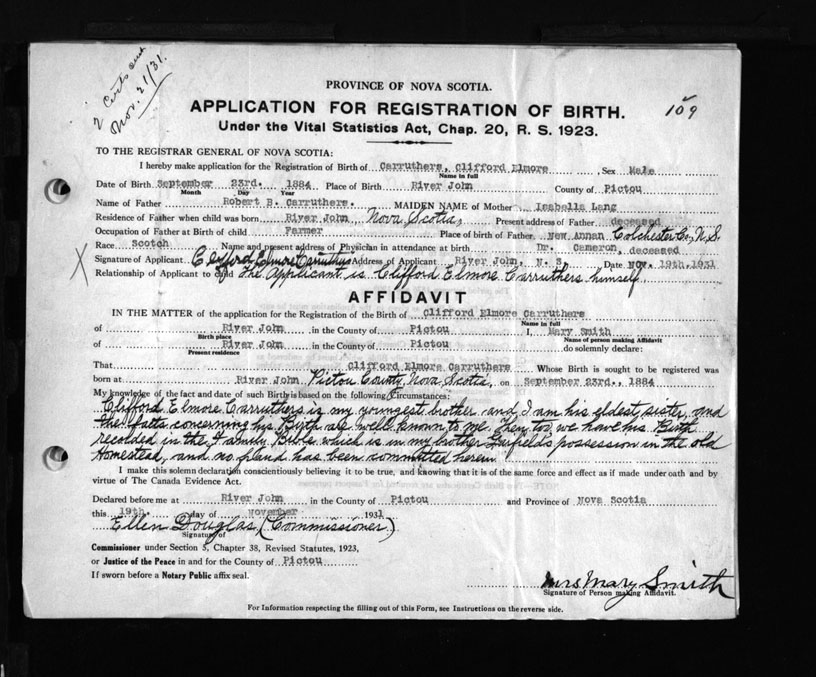 2 Certs
Nov. 21/31.
109
PROVINCE OF NOVA SCOTIA.
APPLICATION FOR REGISTRATION OF BIRTH.
Under the Vital Statistics Act, Chap. 20, R. S. 1923.
TO THE REGISTRAR GENERAL OF NOVA SCOTIA:
I hereby make application for the Registration of Birth of Carruthers, Clifford Elmore, Sex Male
Name in full
Date of Birth September 23rd. 1884 Place of Birth River John County of Pictou
Month Day Year
Name of Father Robert B. Carruthers. MAIDEN NAME of Mother Isabella Lang
Residence of Father when child was born River John Nova Scotia, Present address of Father deceased
Occupation of Father at Birth of child Farmer Place of birth of Father New Annan Colchester Co, N.S.
Race Scotch Name and present address of Physician in attendance at birth Dr. Cameron, deceased
X Signature of Applicant Clifford Elmore Carruthers Address of Applicant River John, N. S. Date NOV. 19th.1931
Relationship of Applicant to child The Applicant is Clifford Elmore Carruthers himself.
AFFIDAVIT
IN THE MATTER of the application for the Registration of the Birth of Clifford Elmore Carruthers
Name in full
of River John in the County of Pictou I, Mary Smith
Birth place Name of person making Affidavit
of River John in the County of Pictou do solemnly declare:
Present residence
That Clifford Elmore Carruthers Whose Birth is sought to be registered was
born at River John Pictou County, Nova Scotia, on September 23rd., 1884
My knowledge of the fact and date of such Birth is based on the following Circumstances:
Clifford Elmore Carruthers is my youngest brother and I am his eldest sister, and
the facts concerning his Birth are well known to me. Then too we have his Birth
recorded in the Family Bible which is in my brother Garfield's possession in the old
Homestead, and no fraud has been committed herein
I make this solemn declaration conscientiously believing it to be true, and knowing that it is of the same force and effect as if made under oath and by
virtue of The Canada Evidence Act.
Declared before me at River John in the County of Pictou and Province of Nova Scotia
this 19th. day of November 1931
Ellen Douglas (Commissioner)
Signature of
Commissioner under Section 5, Chapter 38, Revised Statutes, 1923,
or Justice of the Peace in and for the County of Pictou
If sworn before a Notary Public affix seal.
Mrs Mary Smith
Signature of Person making Affidavit.
For Information respecting the filling out of this Form, see Instructions on the reverse side.